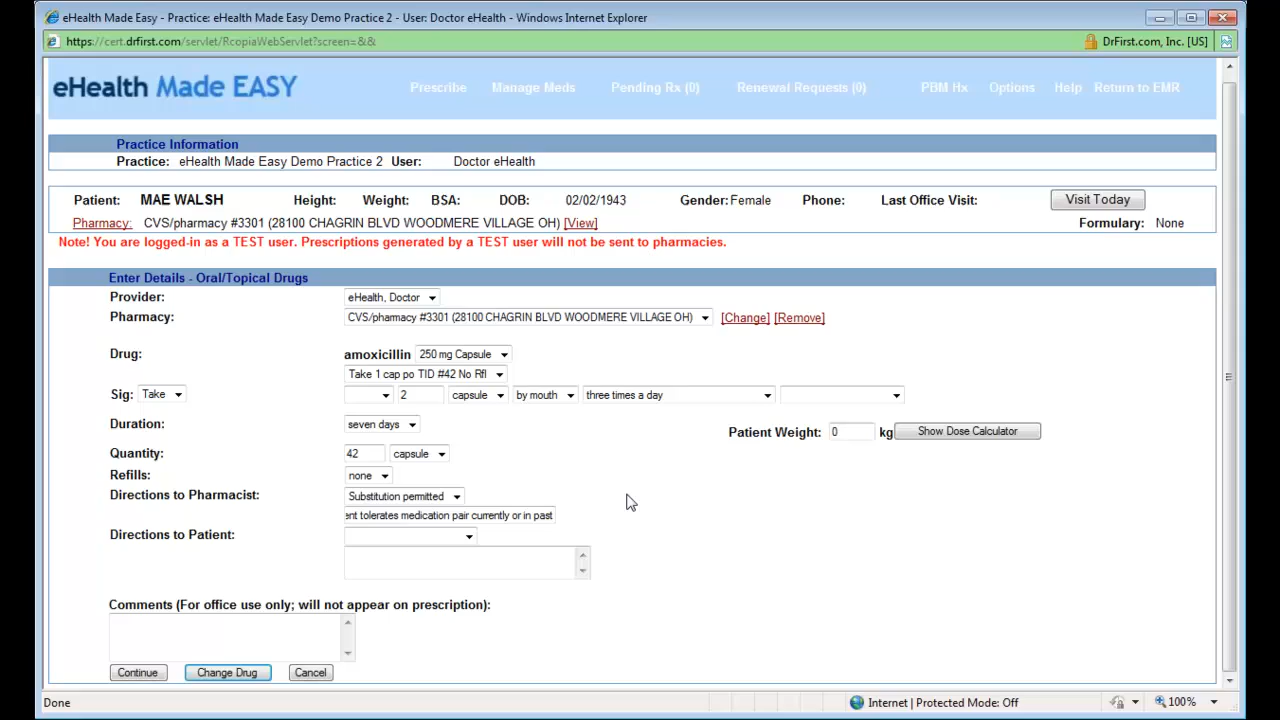 eHealth Made Easy - Practice: eHealth Made Easy Demo Practice 2 - User: Doctor eHealth - Windows Internet Explorer
https://cert.drfirst.com/servlet/RcopiaWebServlet?screen=&& DrFirst.com, Inc. [US]
eHealth Made EASY Prescribe Manage Meds Pending Rx (0) Renewal Requests (0) PBM Hx Options Help Return to EMR
Practice Information
Practice: eHealth Made Easy Demo Practice 2 User: Doctor eHealth
Patient: MAE WALSH Height: Weight: BSA: DOB: 02/02/1943 Gender: Female Phone: Last Office Visit: Visit Today
Pharmacy: CVS/pharmacy #3301 (28100 CHAGRIN BLVD WOODMERE VILLAGE OH) [View] Formulary: None
Note! You are logged-in as a TEST user. Prescriptions generated by a TEST user will not be sent to pharmacies.
Enter Details - Oral/Topical Drugs
Provider: eHealth, Doctor
Pharmacy: CVS/pharmacy #3301 (28100 CHAGRIN BLVD WOODMERE VILLAGE OH) [Change] [Remove]
Drug: amoxicillin 250 mg Capsule
Take 1 cap po TID #42 No Rfl
Sig: Take 2 capsule by mouth three times a day
Duration: seven days Patient Weight: 0 kg Show Dose Calculator
Quantity: 42 capsule
Refills: none
Directions to Pharmacist: Substitution permitted
ent tolerates medication pair currently or in past
Directions to Patient:
Comments (For office use only; will not appear on prescription):
Continue Change Drug Cancel
Done Internet | Protected Mode: Off 100%